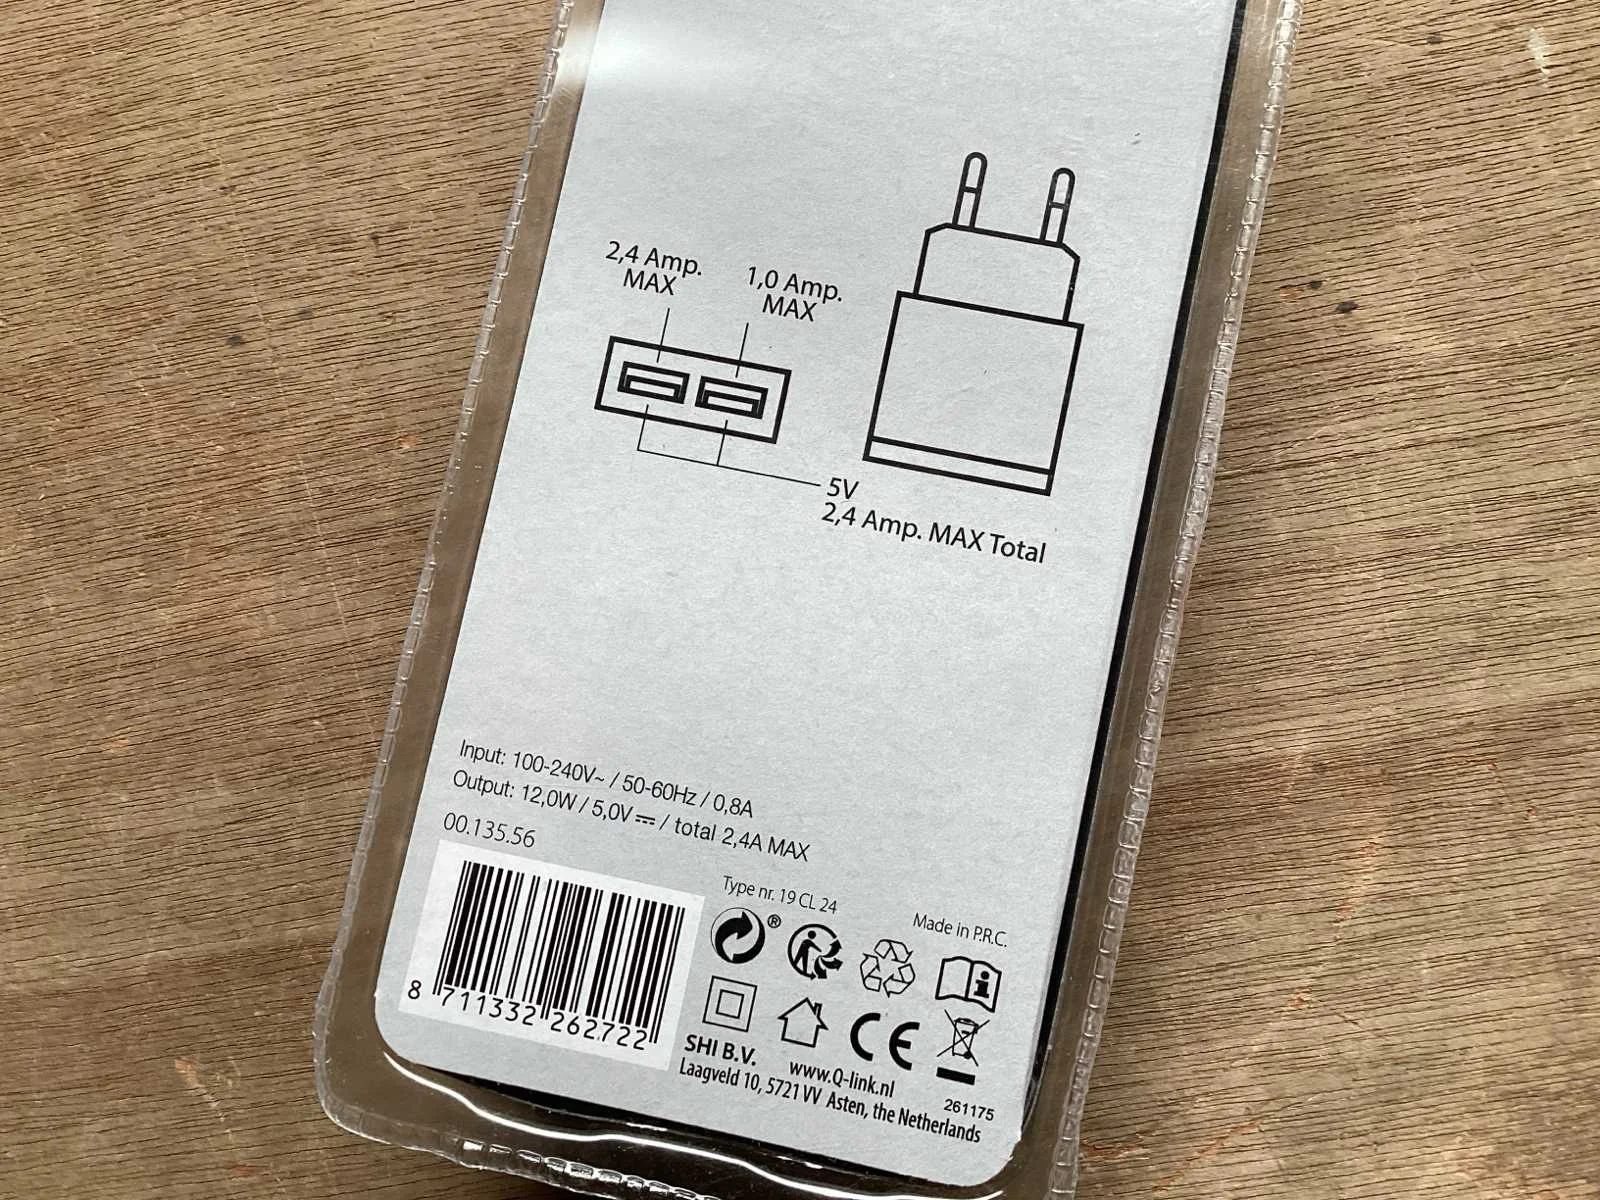 2,4 Amp.
MAX
1,0 Amp.
MAX
5V
2,4 Amp. MAX Total
Input: 100-240V~ / 50-60Hz / 0,8A
Output: 12,0W / 5,0V⎓ / total 2,4A MAX
00.135.56
Type nr. 19 CL 24
Made in P.R.C.
®
i
8 711332 262722
CE
SHI B.V.
www.Q-link.nl
Laagveld 10, 5721 VV Asten, the Netherlands
261175